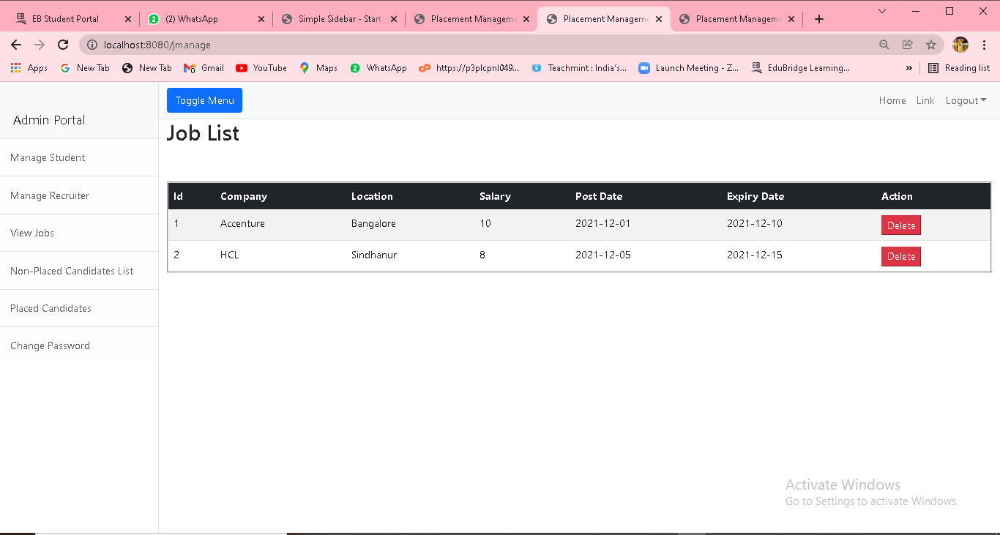 EB Student Portal
(2) WhatsApp
Simple Sidebar - Start
Placement Manageme
Placement Manageme
Placement Manageme
localhost:8080/jmanage
Apps
New Tab
New Tab
Gmail
YouTube
Maps
WhatsApp
https://p3plcpnl049...
Teachmint : India's...
Launch Meeting - Z...
EduBridge Learning...
»
Reading list
Admin Portal
Manage Student
Manage Recruiter
View Jobs
Non-Placed Candidates List
Placed Candidates
Change Password
Toggle Menu
Home Link Logout
Job List
Id Company Location Salary Post Date Expiry Date Action
1 Accenture Bangalore 10 2021-12-01 2021-12-10 Delete
2 HCL Sindhanur 8 2021-12-05 2021-12-15 Delete
Activate Windows
Go to Settings to activate Windows.